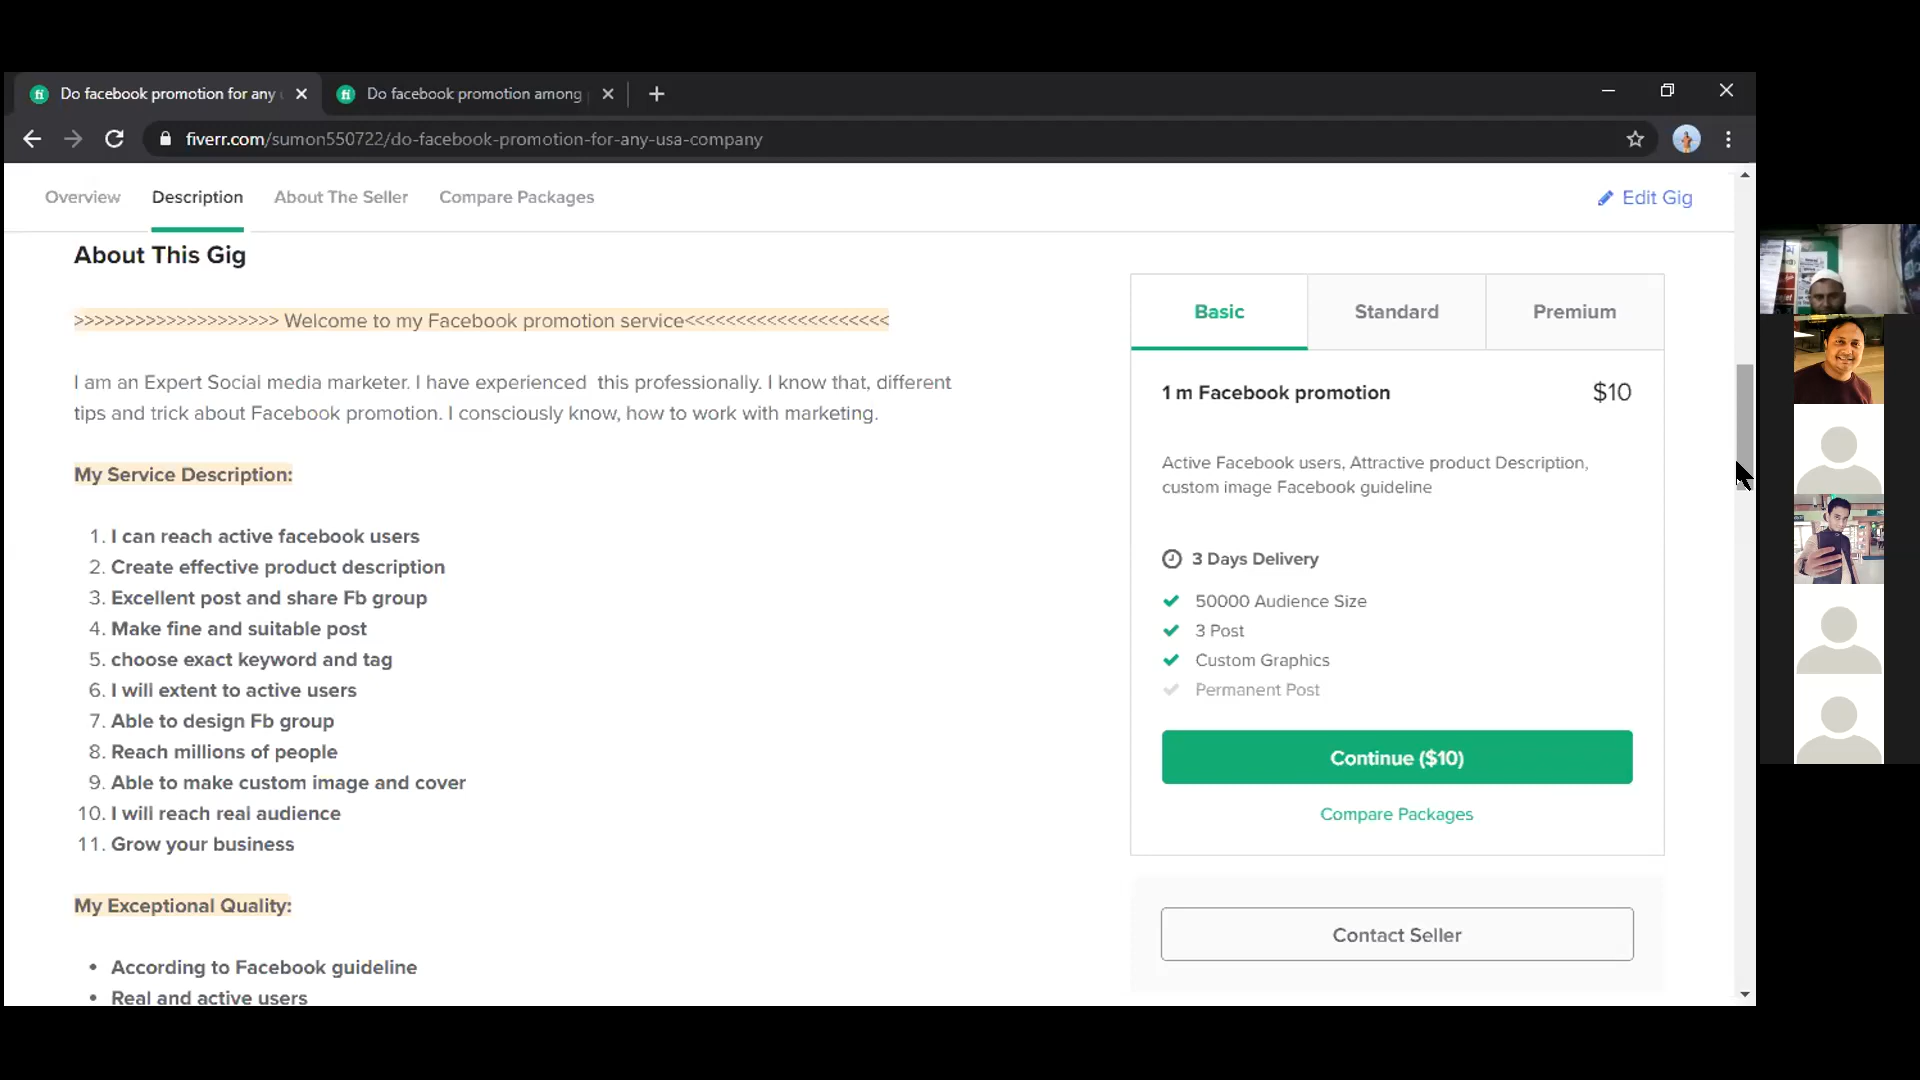 Do facebook promotion for any
Do facebook promotion among
fiverr.com/sumon550722/do-facebook-promotion-for-any-usa-company
Overview
Description
About The Seller
Compare Packages
Edit Gig
About This Gig
>>>>>>>>>>>>>>>>>>>> Welcome to my Facebook promotion service<<<<<<<<<<<<<<<<<<<<
I am an Expert Social media marketer. I have experienced  this professionally. I know that, different
tips and trick about Facebook promotion. I consciously know, how to work with marketing.
My Service Description:
1. I can reach active facebook users
2. Create effective product description
3. Excellent post and share Fb group
4. Make fine and suitable post
5. choose exact keyword and tag
6. I will extent to active users
7. Able to design Fb group
8. Reach millions of people
9. Able to make custom image and cover
10. I will reach real audience
11. Grow your business
My Exceptional Quality:
• According to Facebook guideline
• Real and active users
Basic
Standard
Premium
1 m Facebook promotion
$10
Active Facebook users, Attractive product Description,
custom image Facebook guideline
3 Days Delivery
50000 Audience Size
3 Post
Custom Graphics
Permanent Post
Continue ($10)
Compare Packages
Contact Seller